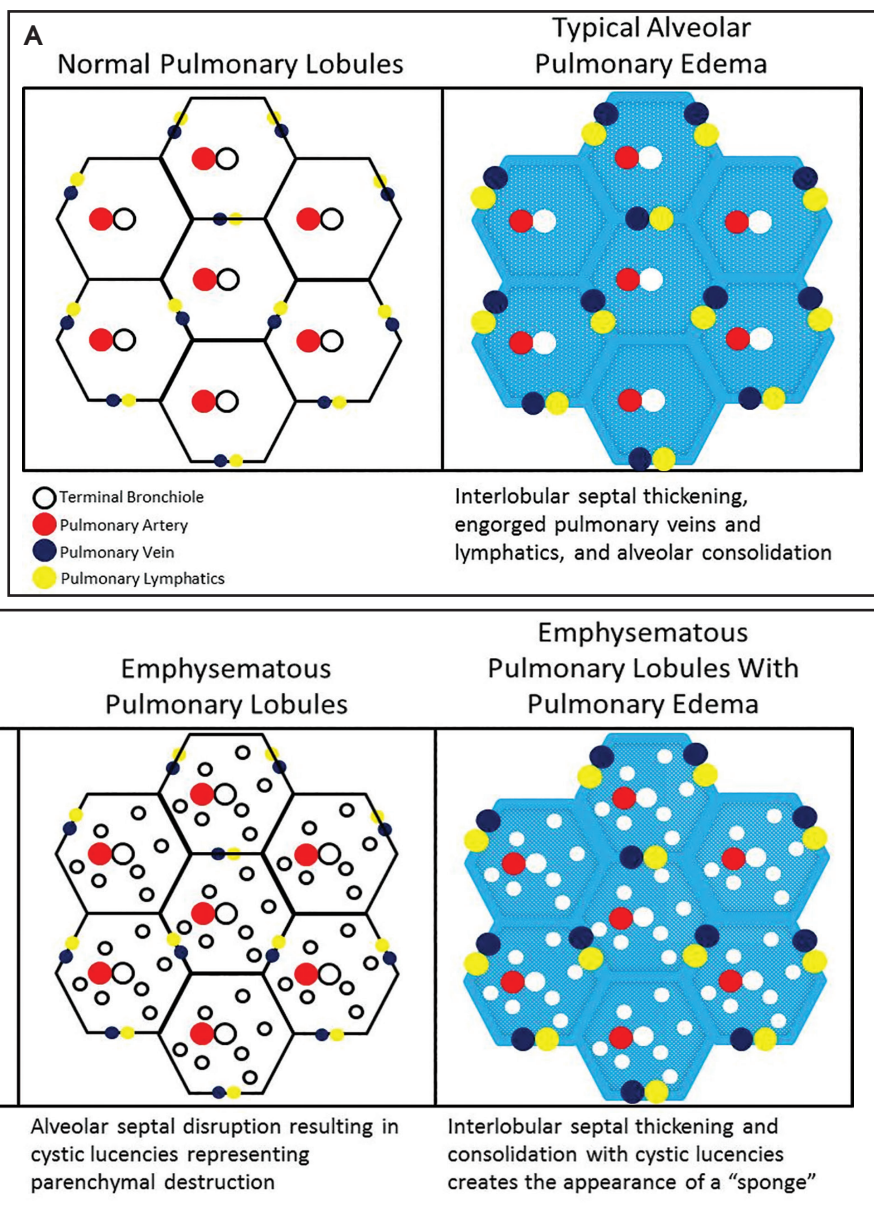 A
Normal Pulmonary Lobules
Typical Alveolar
Pulmonary Edema
Terminal Bronchiole
Pulmonary Artery
Pulmonary Vein
Pulmonary Lymphatics
Interlobular septal thickening,
engorged pulmonary veins and
lymphatics, and alveolar consolidation
Emphysematous
Pulmonary Lobules
Emphysematous
Pulmonary Lobules With
Pulmonary Edema
Alveolar septal disruption resulting in
cystic lucencies representing
parenchymal destruction
Interlobular septal thickening and
consolidation with cystic lucencies
creates the appearance of a “sponge”